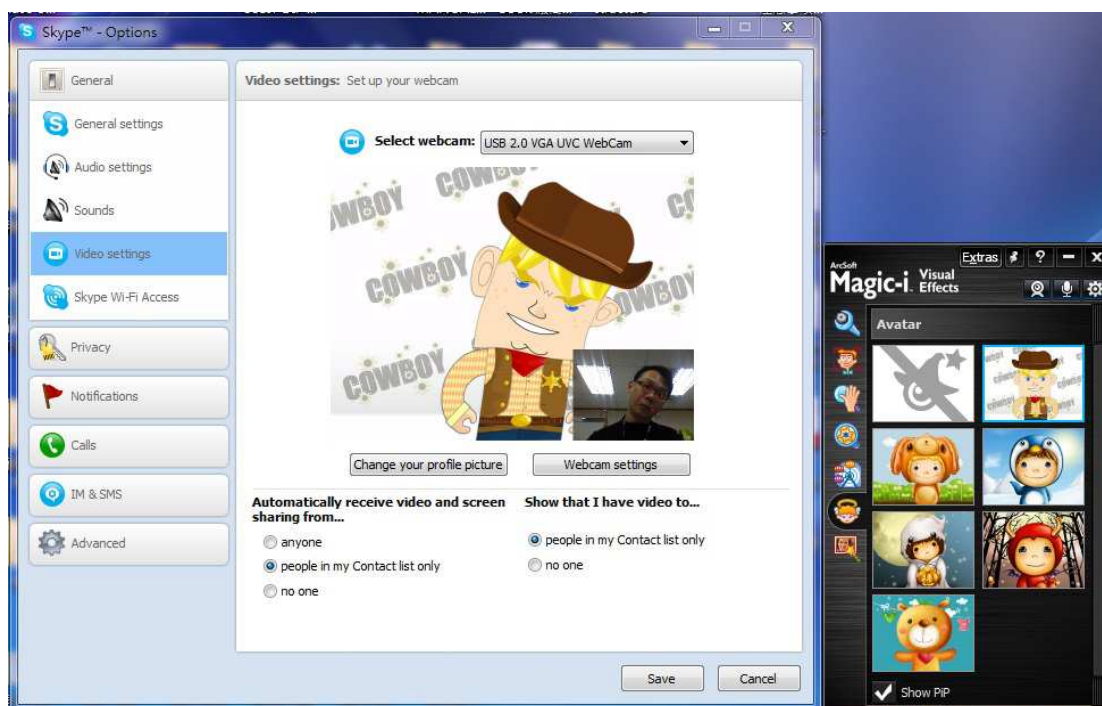 Skype™ - Options
General
General settings
Audio settings
Sounds
Video settings
Skype Wi-Fi Access
Privacy
Notifications
Calls
IM & SMS
Advanced
Video settings: Set up your webcam
Select webcam: USB 2.0 VGA UVC WebCam
COWBOY
COWBOY
COWBOY
COWBOY
Change your profile picture
Webcam settings
Automatically receive video and screen
sharing from...
anyone
people in my Contact list only
no one
Show that I have video to...
people in my Contact list only
no one
Save
Cancel
Extras
ArcSoft
Magic-i Visual
Effects
Avatar
Show PiP